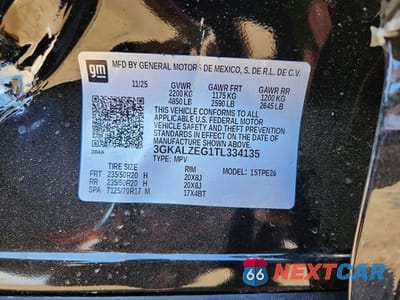 gm
MFD BY GENERAL MOTORS DE MEXICO, S. DE R.L. DE C.V.
11/25 GVWR GAWR FRT GAWR RR
2200 KG 1175 KG 1200 KG
4850 LB 2590 LB 2645 LB
THIS VEHICLE CONFORMS TO ALL
APPLICABLE U.S. FEDERAL MOTOR
VEHICLE SAFETY, BUMPER, AND THEFT
PREVENTION STANDARDS IN EFFECT ON
THE DATE OF MANUFACTURE SHOWN ABOVE.
3GKALZEG1TL334135
TYPE: MPV
TIRE SIZE RIM MODEL: 15TPE26
FRT 235/50R20 H 20X8J
RR 235/50R20 H 20X8J
SPA T125/70R17 M 17X4BT
66 NEXTCAR